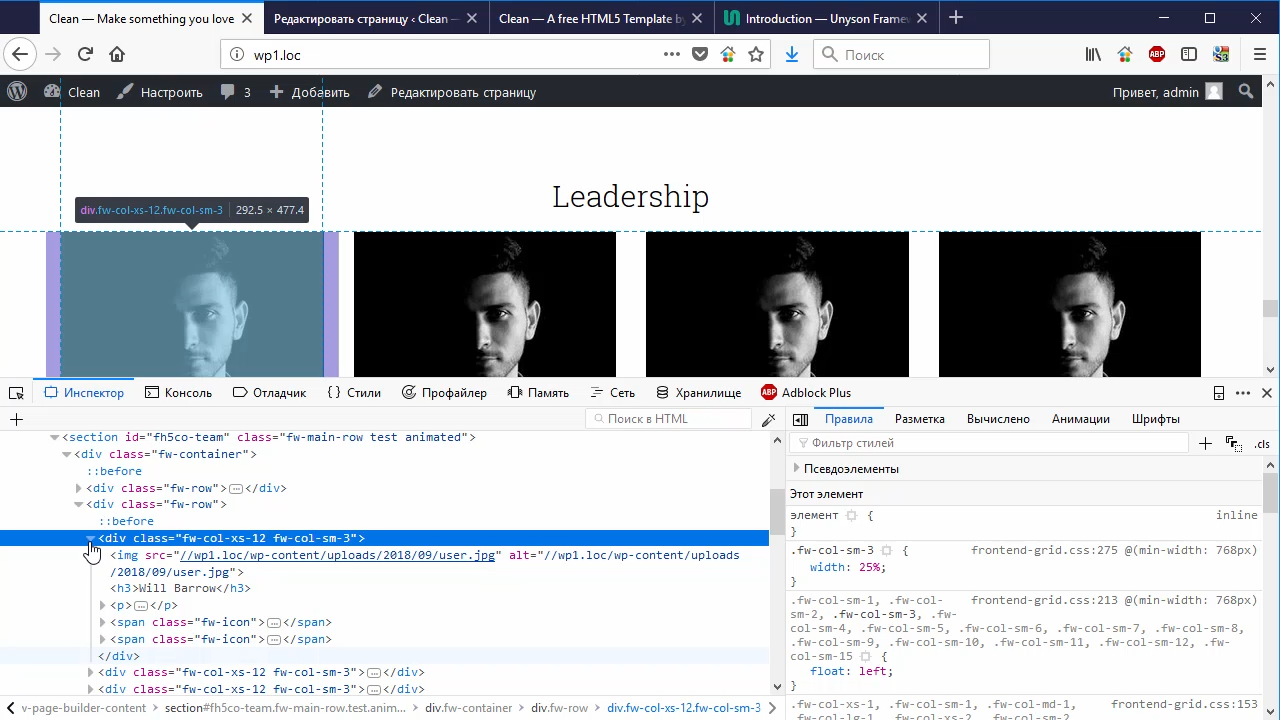 Clean — Make something you love
Редактировать страницу ‹ Clean —
Clean — A free HTML5 Template by
Introduction — Unyson Framew
wp1.loc
Поиск
Clean
Настроить
3
Добавить
Редактировать страницу
Привет, admin
Leadership
div.fw-col-xs-12.fw-col-sm-3 | 292.5 × 477.4
Инспектор
Консоль
Отладчик
{ } Стили
Профайлер
Память
Сеть
Хранилище
ABP Adblock Plus
Поиск в HTML
<section id="fh5co-team" class="fw-main-row test animated">
<div class="fw-container">
::before
<div class="fw-row"></div>
<div class="fw-row">
::before
<div class="fw-col-xs-12 fw-col-sm-3">
<img src="//wp1.loc/wp-content/uploads/2018/09/user.jpg" alt="//wp1.loc/wp-content/uploads
/2018/09/user.jpg">
<h3>Will Barrow</h3>
<p></p>
<span class="fw-icon"></span>
<span class="fw-icon"></span>
</div>
<div class="fw-col-xs-12 fw-col-sm-3"></div>
<div class="fw-col-xs-12 fw-col-sm-3"></div>
v-page-builder-content
section#fh5co-team.fw-main-row.test.anim...
div.fw-container
div.fw-row
div.fw-col-xs-12.fw-col-sm-3
Правила
Разметка
Вычислено
Анимации
Шрифты
Фильтр стилей
.cls
Псевдоэлементы
Этот элемент
элемент {
inline
}
.fw-col-sm-3 {
frontend-grid.css:275 @(min-width: 768px)
width: 25%;
}
.fw-col-sm-1, .fw-col-
frontend-grid.css:213 @(min-width: 768px)
sm-2, .fw-col-sm-3, .fw-
col-sm-4, .fw-col-sm-5, .fw-col-sm-6, .fw-col-sm-7, .fw-col-sm-8,
.fw-col-sm-9, .fw-col-sm-10, .fw-col-sm-11, .fw-col-sm-12, .fw-
col-sm-15 {
float: left;
}
.fw-col-xs-1, .fw-col-sm-1, .fw-col-md-1,
frontend-grid.css:153